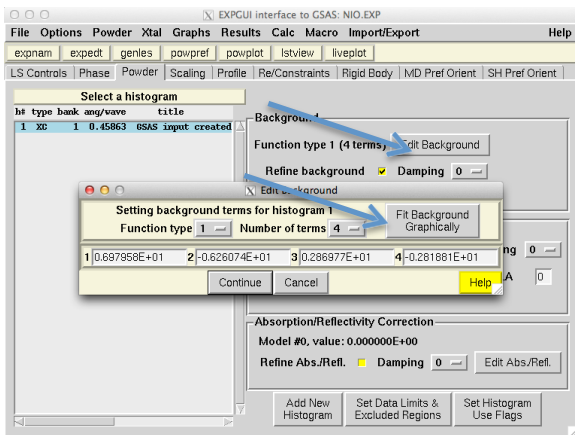 EXPGUI interface to GSAS: NIO.EXP
File Options Powder Xtal Graphs Results Calc Macro Import/Export Help
expnam expedt genles powpref powplot lstview liveplot
LS Controls Phase Powder Scaling Profile Re/Constraints Rigid Body MD Pref Orient SH Pref Orient
Select a histogram
h# type bank ang/wave title
1 XC 1 0.45863 GSAS input created
Background
Function type 1 (4 terms) Edit Background
Refine background Damping 0
Edit Background
Setting background terms for histogram 1
Function type 1 Number of terms 4
Fit Background
Graphically
1 0.697958E+01 2 -0.626074E+01 3 0.286977E+01 4 -0.281881E+01
Continue Cancel Help
0
0
Absorption/Reflectivity Correction
Model #0, value: 0.000000E+00
Refine Abs./Refl. Damping 0 Edit Abs./Refl.
Add New
Histogram
Set Data Limits &
Excluded Regions
Set Histogram
Use Flags